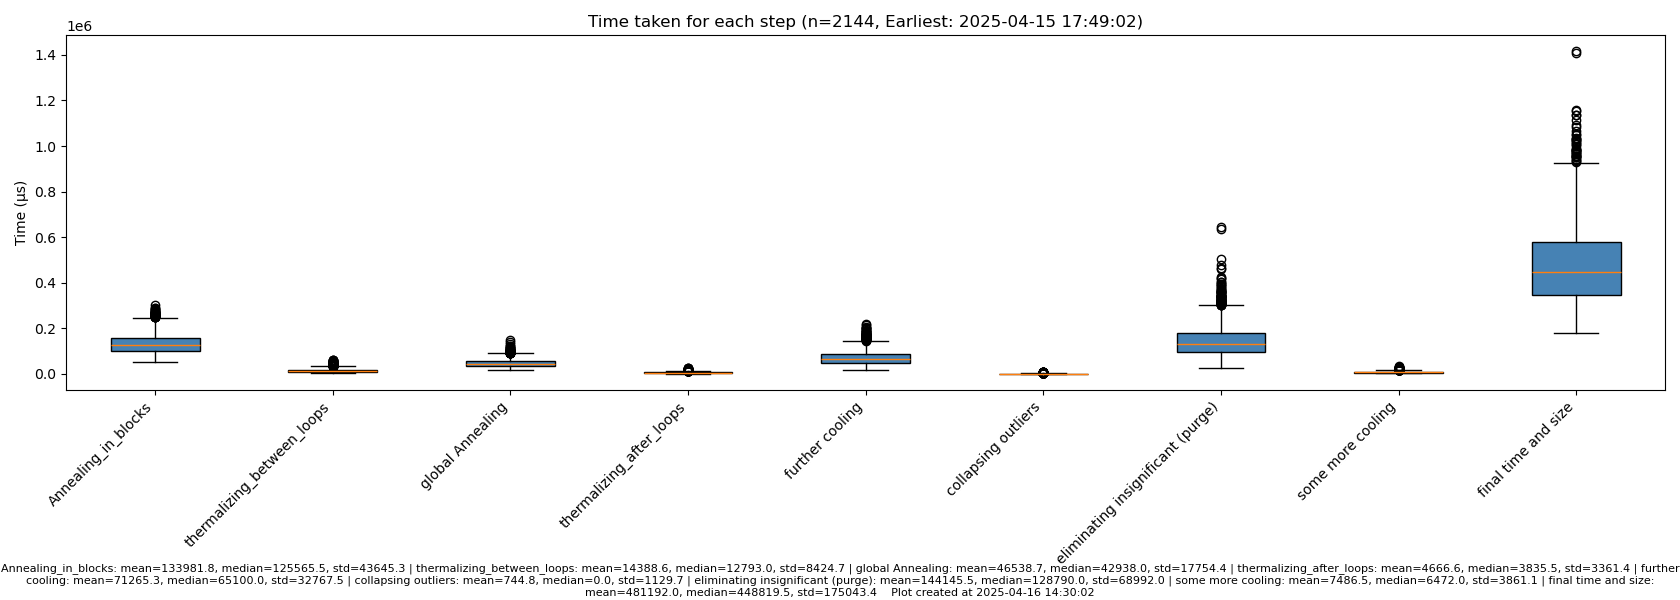 Time taken for each step (n=2144, Earliest: 2025-04-15 17:49:02)
1e6
1.4
1.2
1.0
0.8
0.6
0.4
0.2
0.0
Time (µs)
Annealing_in_blocks
thermalizing_between_loops
global Annealing
thermalizing_after_loops
further cooling
collapsing outliers
eliminating insignificant (purge)
some more cooling
final time and size
Annealing_in_blocks: mean=133981.8, median=125565.5, std=43645.3 | thermalizing_between_loops: mean=14388.6, median=12793.0, std=8424.7 | global Annealing: mean=46538.7, median=42938.0, std=17754.4 | thermalizing_after_loops: mean=4666.6, median=3835.5, std=3361.4 | further
cooling: mean=71265.3, median=65100.0, std=32767.5 | collapsing outliers: mean=744.8, median=0.0, std=1129.7 | eliminating insignificant (purge): mean=144145.5, median=128790.0, std=68992.0 | some more cooling: mean=7486.5, median=6472.0, std=3861.1 | final time and size:
mean=481192.0, median=448819.5, std=175043.4    Plot created at 2025-04-16 14:30:02